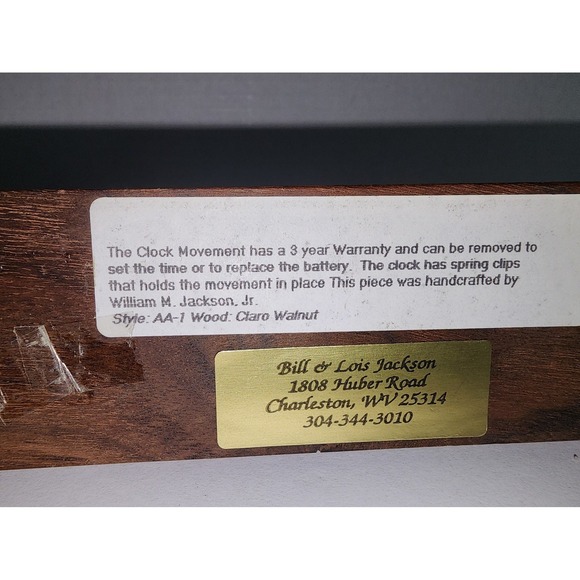 The Clock Movement has a 3 year Warranty and can be removed to
set the time or to replace the battery. The clock has spring clips
that holds the movement in place This piece was handcrafted by
William M. Jackson, Jr.
Style: AA-1 Wood: Claro Walnut
Bill & Lois Jackson
1808 Huber Road
Charleston, WV 25314
304-344-3010